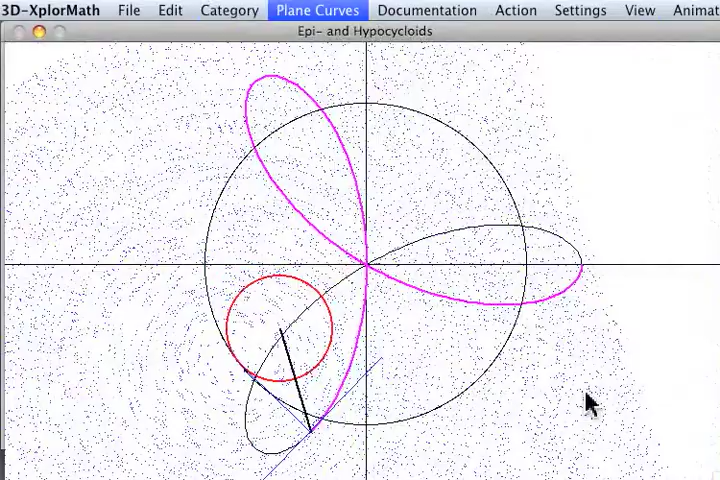 3D-XplorMath File Edit Category Plane Curves Documentation Action Settings View Animat
Epi- and Hypocycloids